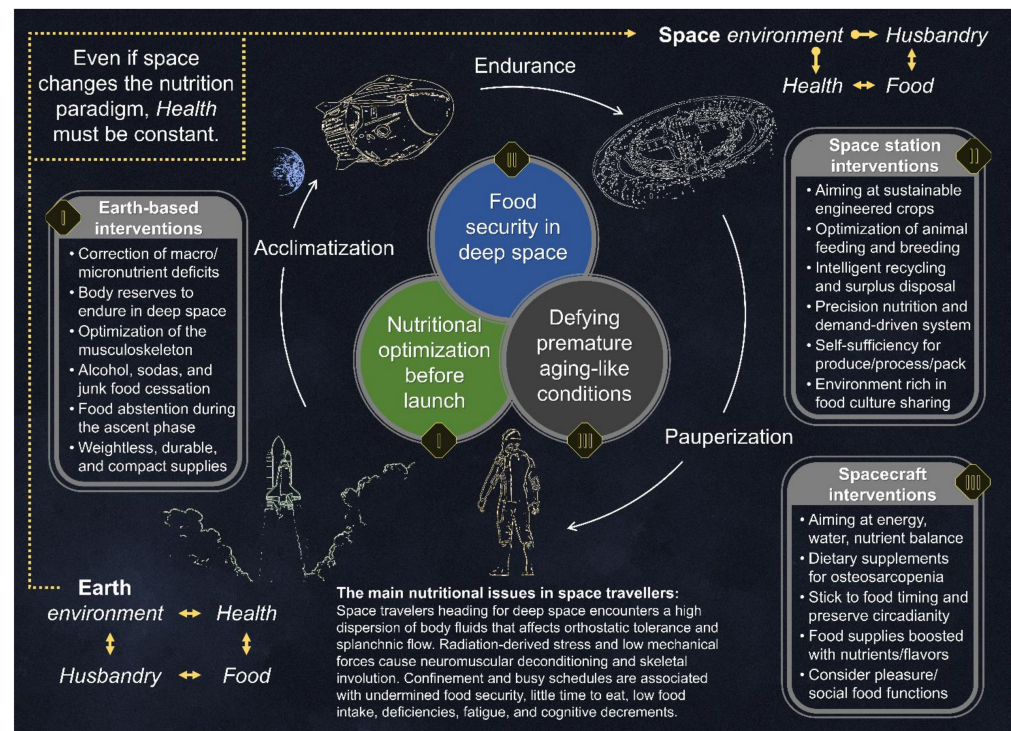 Even if space
changes the nutrition
paradigm, Health
must be constant.
Space environment Husbandry
Health Food
Endurance
Acclimatization
Pauperization
I
Earth-based
interventions
• Correction of macro/
micronutrient deficits
• Body reserves to
endure in deep space
• Optimization of the
musculoskeleton
• Alcohol, sodas, and
junk food cessation
• Food abstention during
the ascent phase
• Weightless, durable,
and compact supplies
II
Food
security in
deep space
Nutritional
optimization
before
launch
I
Defying
premature
aging-like
conditions
III
Space station
interventions
II
• Aiming at sustainable
engineered crops
• Optimization of animal
feeding and breeding
• Intelligent recycling
and surplus disposal
• Precision nutrition and
demand-driven system
• Self-sufficiency for
produce/process/pack
• Environment rich in
food culture sharing
Spacecraft
interventions
III
• Aiming at energy,
water, nutrient balance
• Dietary supplements
for osteosarcopenia
• Stick to food timing and
preserve circadianity
• Food supplies boosted
with nutrients/flavors
• Consider pleasure/
social food functions
Earth
environment Health
Husbandry Food
The main nutritional issues in space travellers:
Space travelers heading for deep space encounters a high
dispersion of body fluids that affects orthostatic tolerance and
splanchnic flow. Radiation-derived stress and low mechanical
forces cause neuromuscular deconditioning and skeletal
involution. Confinement and busy schedules are associated
with undermined food security, little time to eat, low food
intake, deficiencies, fatigue, and cognitive decrements.